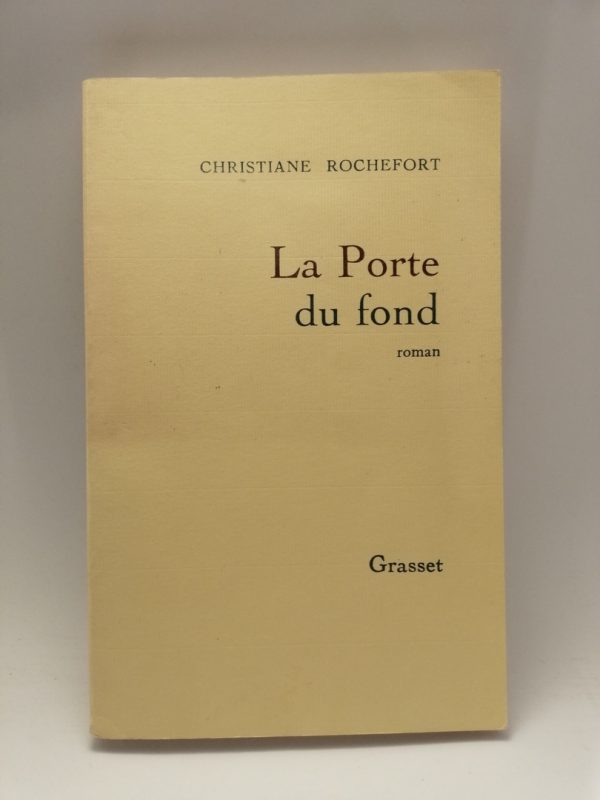 CHRISTIANE ROCHEFORT
La Porte
du fond
roman
Grasset